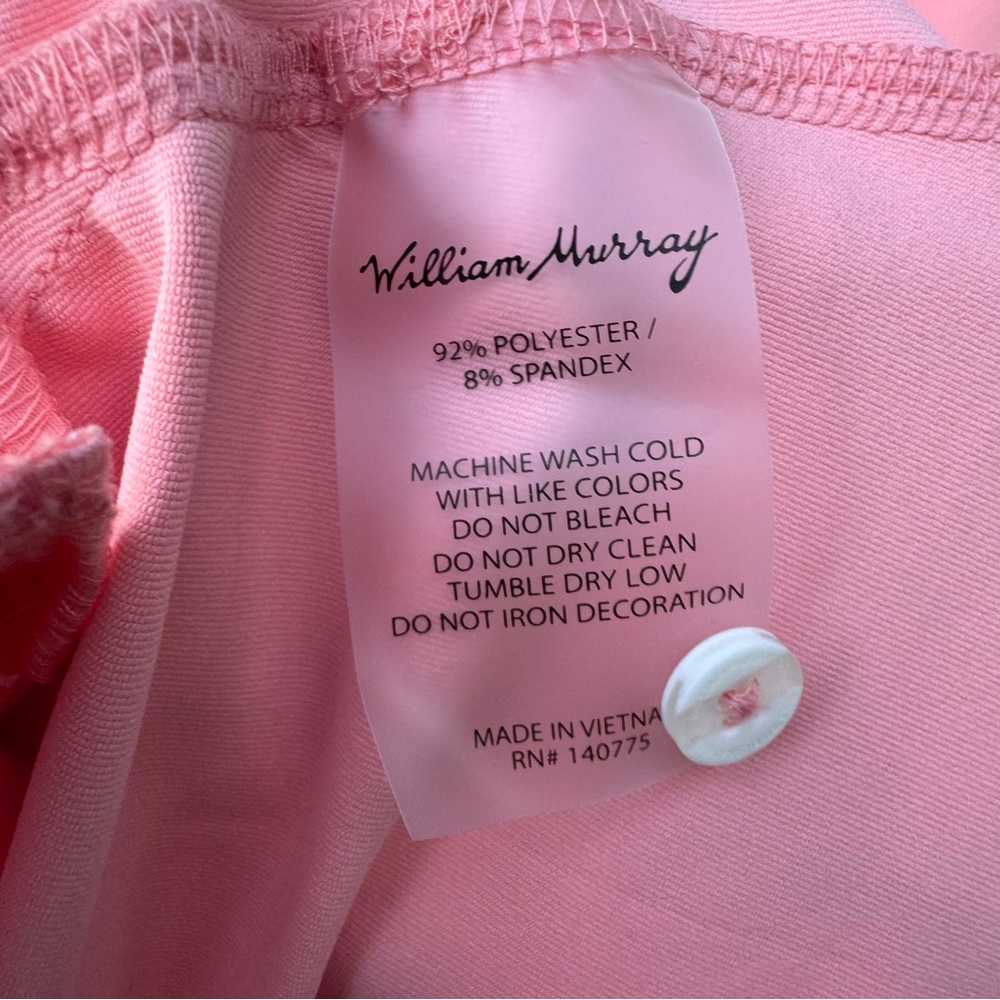 William Murray
92% POLYESTER /
8% SPANDEX
MACHINE WASH COLD
WITH LIKE COLORS
DO NOT BLEACH
DO NOT DRY CLEAN
TUMBLE DRY LOW
DO NOT IRON DECORATION
MADE IN VIETNA
RN# 140775